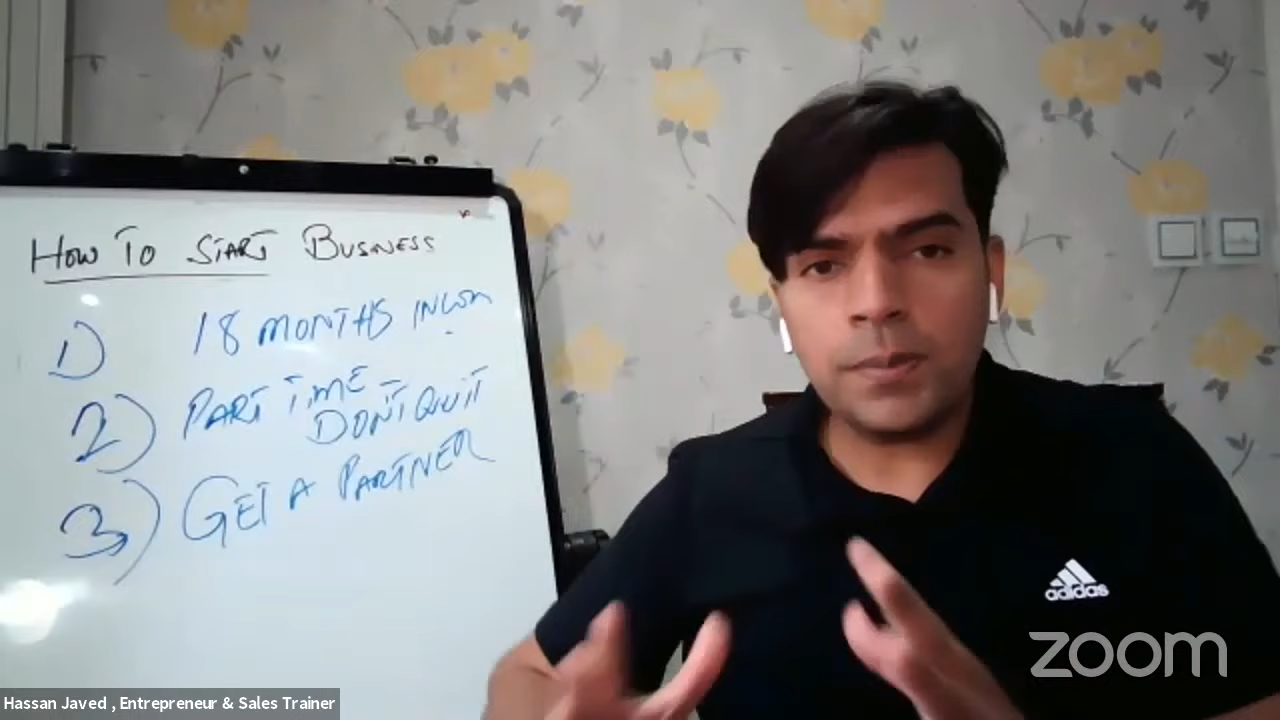 HOW TO START BUSINESS
1) 18 MONTHS
2) PART TIME
DON'T QUIT
3) GET A PARTNER
adidas
zoom
Hassan Javed , Entrepreneur & Sales Trainer